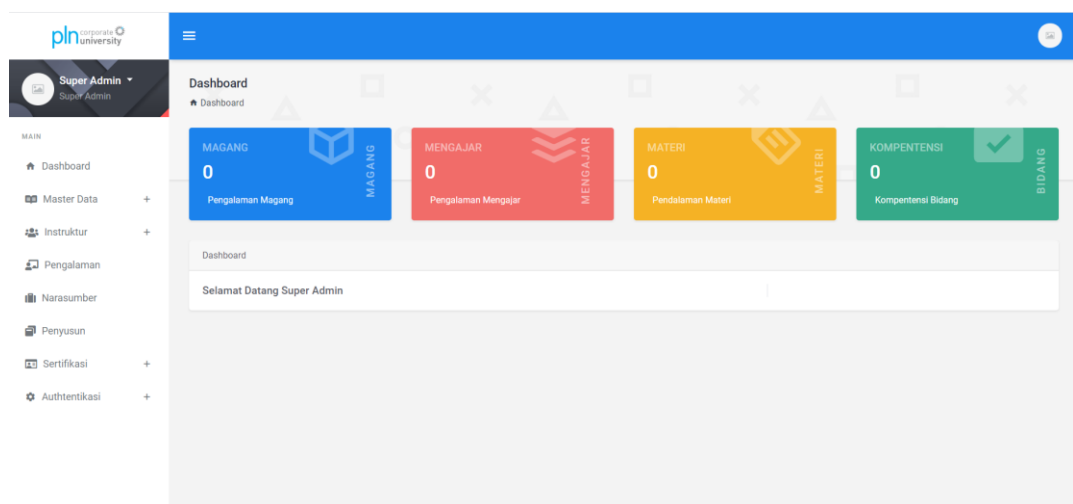 pln corporate university
Super Admin
Super Admin
MAIN
Dashboard
Master Data +
Instruktur +
Pengalaman
Narasumber
Penyusun
Sertifikasi +
Authtentikasi +
Dashboard
Dashboard
MAGANG
0
Pengalaman Magang
MAGANG
MENGAJAR
0
Pengalaman Mengajar
MENGAJAR
MATERI
0
Pendalaman Materi
MATERI
KOMPENTENSI
0
Kompentensi Bidang
BIDANG
Dashboard
Selamat Datang Super Admin